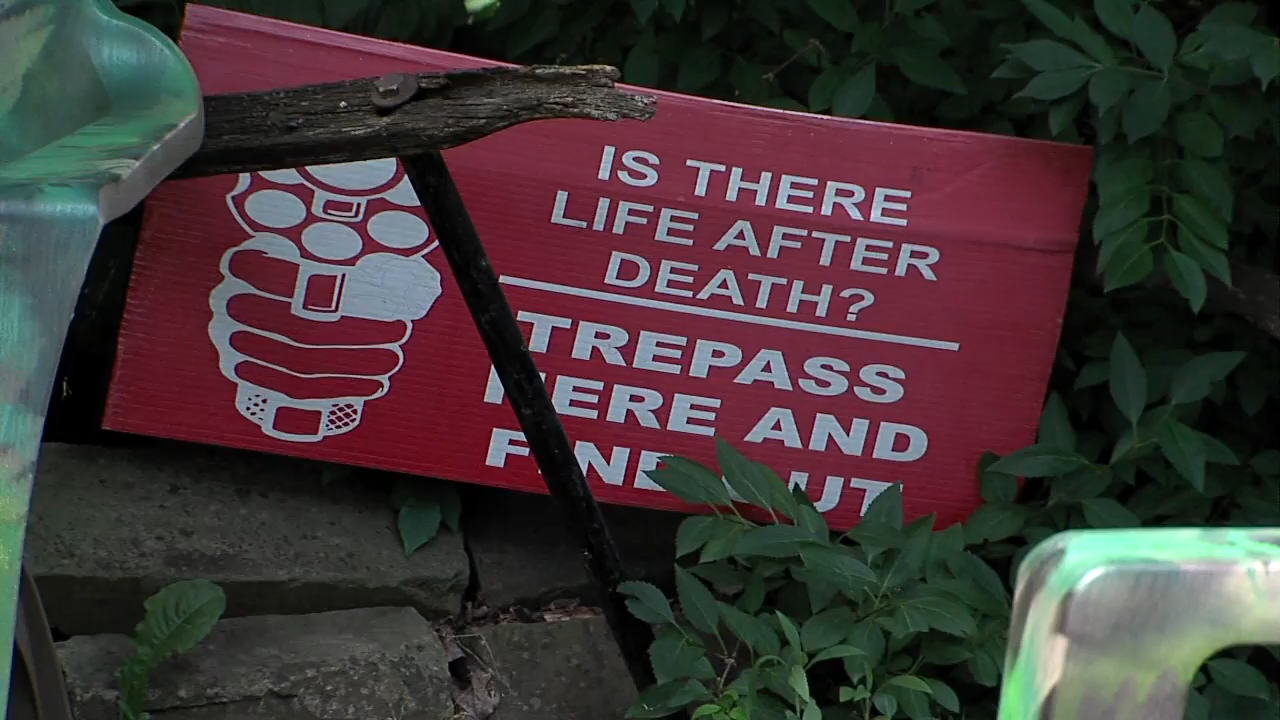 IS THERE
LIFE AFTER
DEATH?
TREPASS
HERE AND
FIND OUT